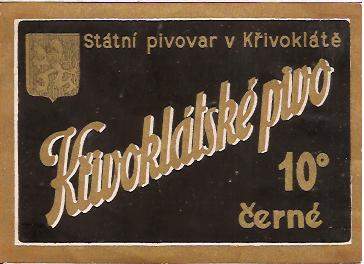 Státní pivovar v Křivoklátě
Křivoklátské pivo
10°
černé